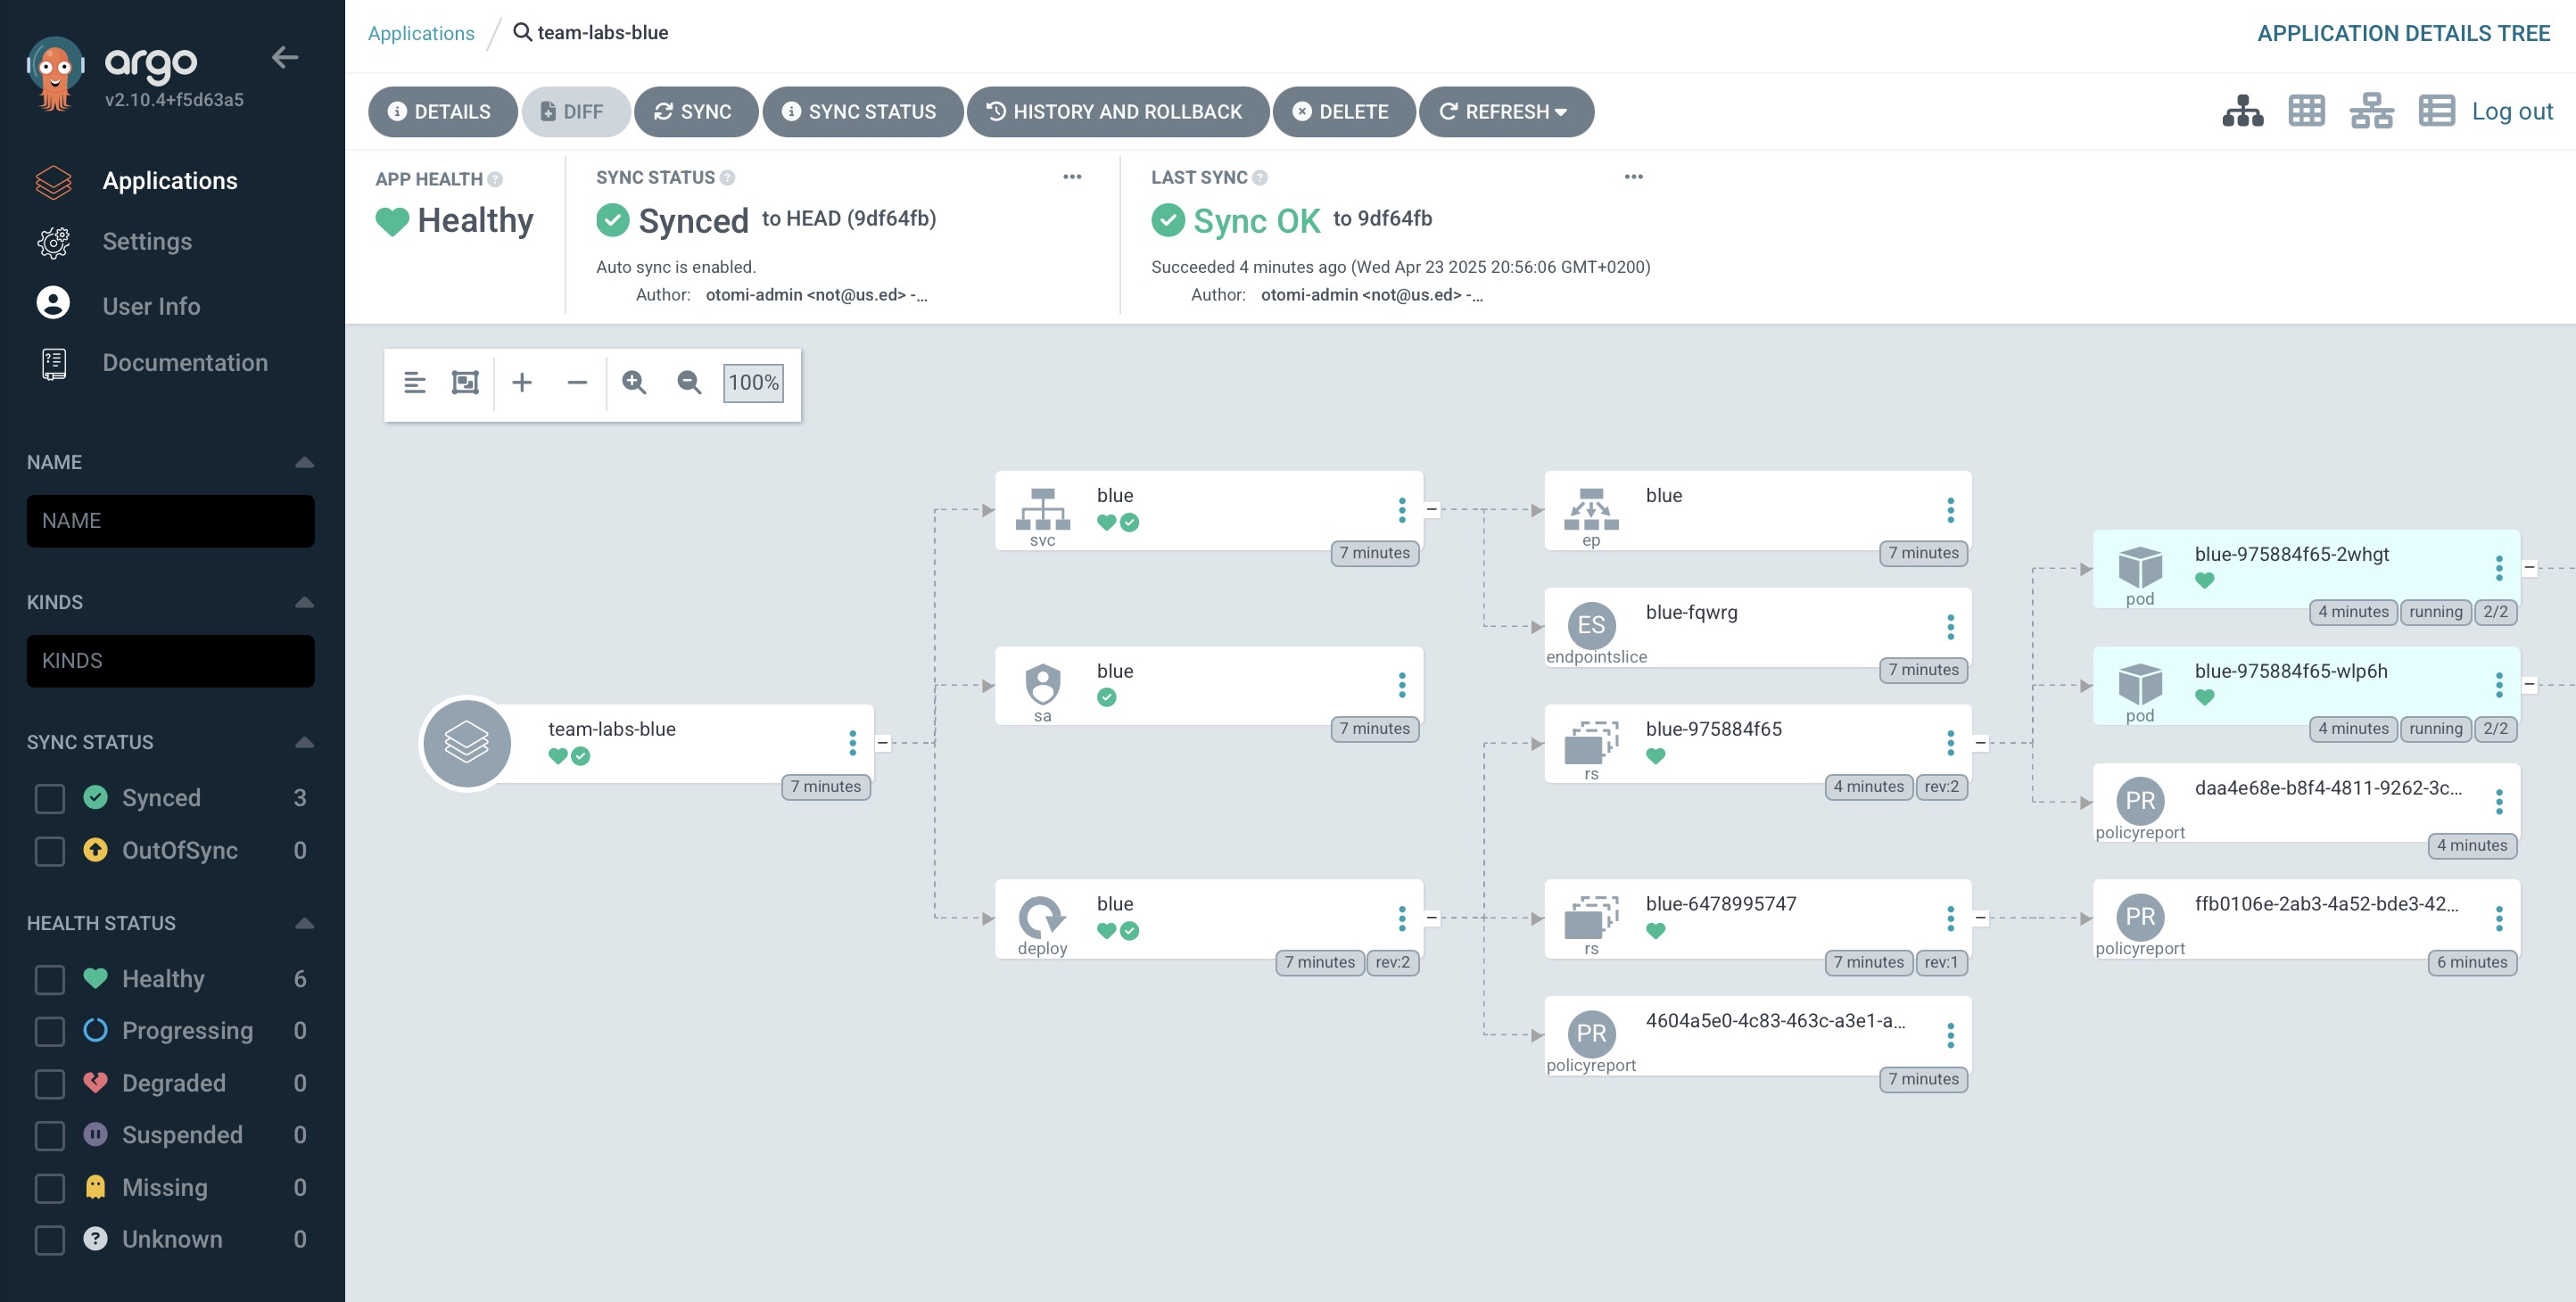 argo
v2.10.4+f5d63a5
Applications
Settings
User Info
Documentation
NAME
NAME
KINDS
KINDS
SYNC STATUS
Synced 3
OutOfSync 0
HEALTH STATUS
Healthy 6
Progressing 0
Degraded 0
Suspended 0
Missing 0
Unknown 0
Applications / team-labs-blue
APPLICATION DETAILS TREE
DETAILS DIFF SYNC SYNC STATUS HISTORY AND ROLLBACK DELETE REFRESH
Log out
APP HEALTH
Healthy
SYNC STATUS
Synced to HEAD (9df64fb)
Auto sync is enabled.
Author: otomi-admin <not@us.ed> -...
LAST SYNC
Sync OK to 9df64fb
Succeeded 4 minutes ago (Wed Apr 23 2025 20:56:06 GMT+0200)
Author: otomi-admin <not@us.ed> -...
100%
team-labs-blue
7 minutes
blue
svc
7 minutes
blue
sa
7 minutes
blue
deploy
7 minutes rev:2
blue
ep
7 minutes
ES
blue-fqwrg
endpointslice
7 minutes
blue-975884f65
rs
4 minutes rev:2
blue-6478995747
rs
7 minutes rev:1
PR
4604a5e0-4c83-463c-a3e1-a...
policyreport
7 minutes
blue-975884f65-2whgt
pod
4 minutes running 2/2
blue-975884f65-wlp6h
pod
4 minutes running 2/2
PR
daa4e68e-b8f4-4811-9262-3c...
policyreport
4 minutes
PR
ffb0106e-2ab3-4a52-bde3-42...
policyreport
6 minutes